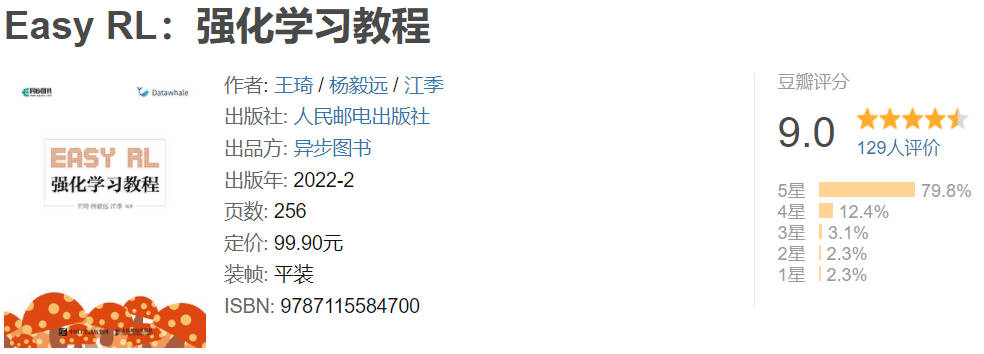 Easy RL：强化学习教程
异步图书
Datawhale
EASY RL
强化学习教程
王琦 杨毅远 江季 编著
作者: 王琦 / 杨毅远 / 江季
出版社: 人民邮电出版社
出品方: 异步图书
出版年: 2022-2
页数: 256
定价: 99.90元
装帧: 平装
ISBN: 9787115584700
豆瓣评分
9.0
129人评价
5星 79.8%
4星 12.4%
3星 3.1%
2星 2.3%
1星 2.3%